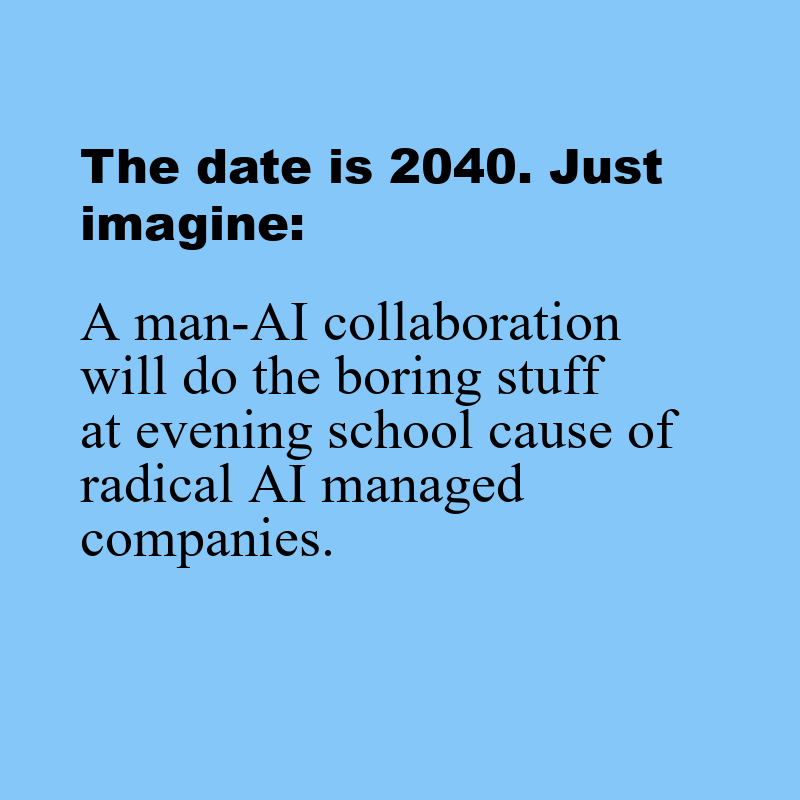 The date is 2040. Just
imagine:
A man-AI collaboration
will do the boring stuff
at evening school cause of
radical AI managed
companies.